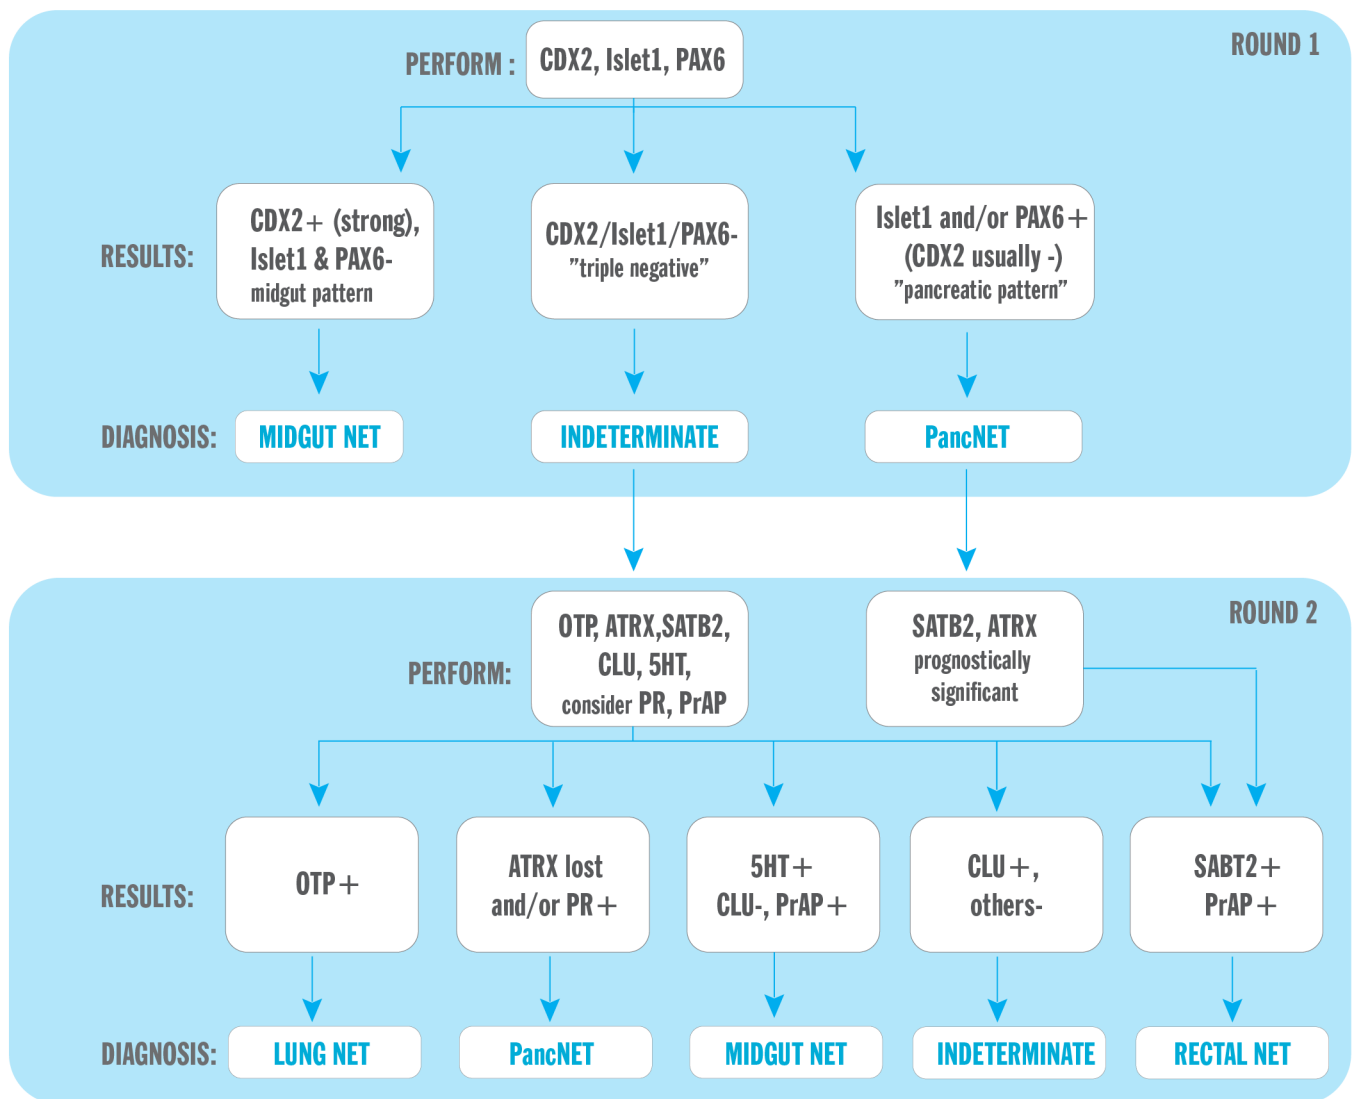 ROUND 1
PERFORM :
CDX2, Islet1, PAX6
RESULTS:
CDX2+ (strong),
Islet1 & PAX6-
midgut pattern
CDX2/Islet1/PAX6-
”triple negative”
Islet1 and/or PAX6+
(CDX2 usually -)
”pancreatic pattern”
DIAGNOSIS:
MIDGUT NET
INDETERMINATE
PancNET
ROUND 2
PERFORM:
OTP, ATRX,SATB2,
CLU, 5HT,
consider PR, PrAP
SATB2, ATRX
prognostically
significant
RESULTS:
OTP+
ATRX lost
and/or PR+
5HT+
CLU-, PrAP+
CLU+,
others-
SABT2+
PrAP+
DIAGNOSIS:
LUNG NET
PancNET
MIDGUT NET
INDETERMINATE
RECTAL NET